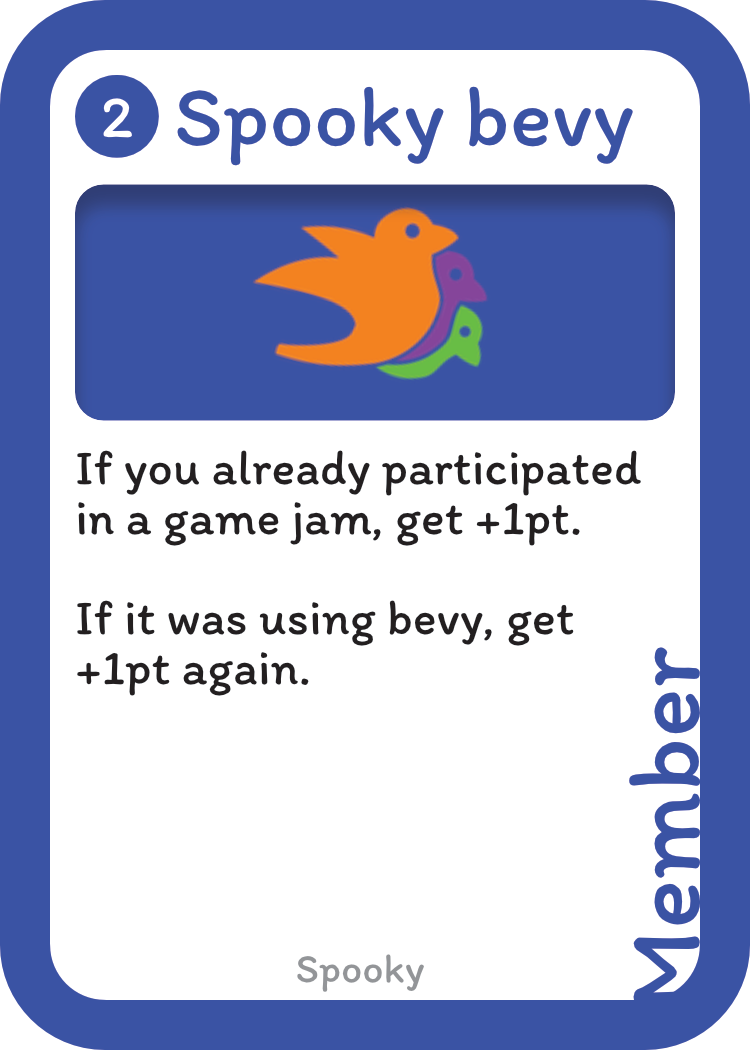 2
Spooky bevy
If you already participated
in a game jam, get +1pt.
If it was using bevy, get
+1pt again.
Member
Spooky